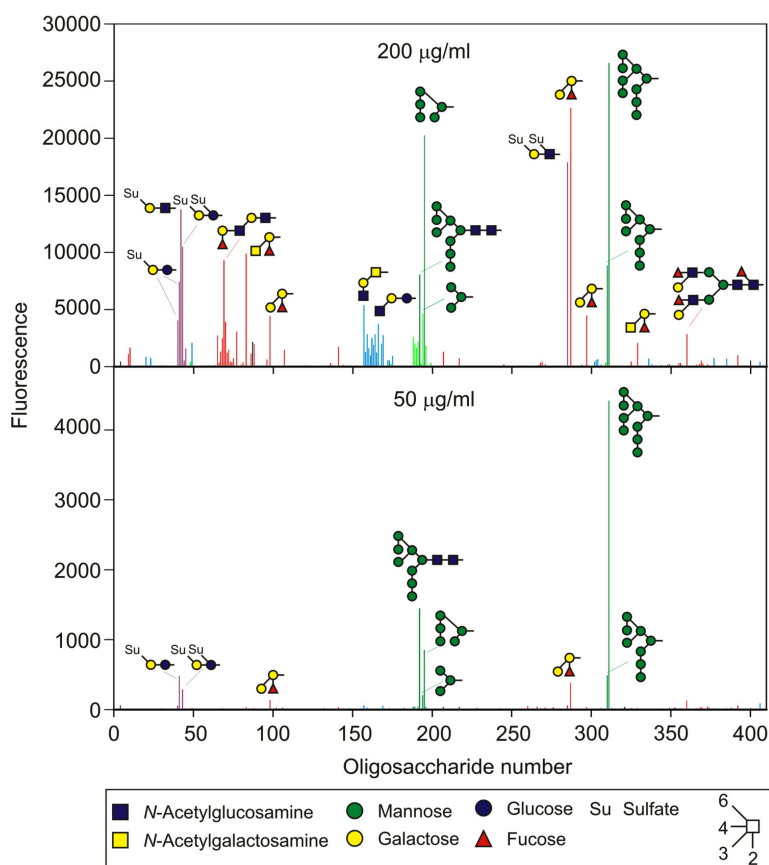 30000
200 µg/ml
25000
20000
Su Su
15000
Su
Su Su
10000
Su
5000
0
Fluorescence
50 µg/ml
4000
3000
2000
1000
Su
Su Su
0
0 50 100 150 200 250 300 350 400
Oligosaccharide number
N-Acetylglucosamine Mannose Glucose Su Sulfate
N-Acetylgalactosamine Galactose Fucose
6
4
3 2